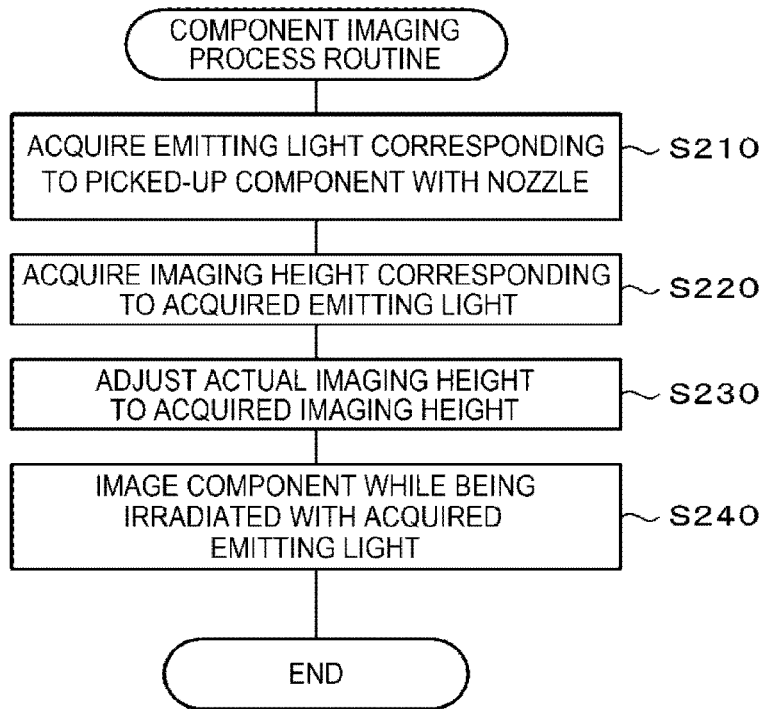 COMPONENT IMAGING
PROCESS ROUTINE
ACQUIRE EMITTING LIGHT CORRESPONDING
TO PICKED-UP COMPONENT WITH NOZZLE
S210
ACQUIRE IMAGING HEIGHT CORRESPONDING
TO ACQUIRED EMITTING LIGHT
S220
ADJUST ACTUAL IMAGING HEIGHT
TO ACQUIRED IMAGING HEIGHT
S230
IMAGE COMPONENT WHILE BEING
IRRADIATED WITH ACQUIRED
EMITTING LIGHT
S240
END